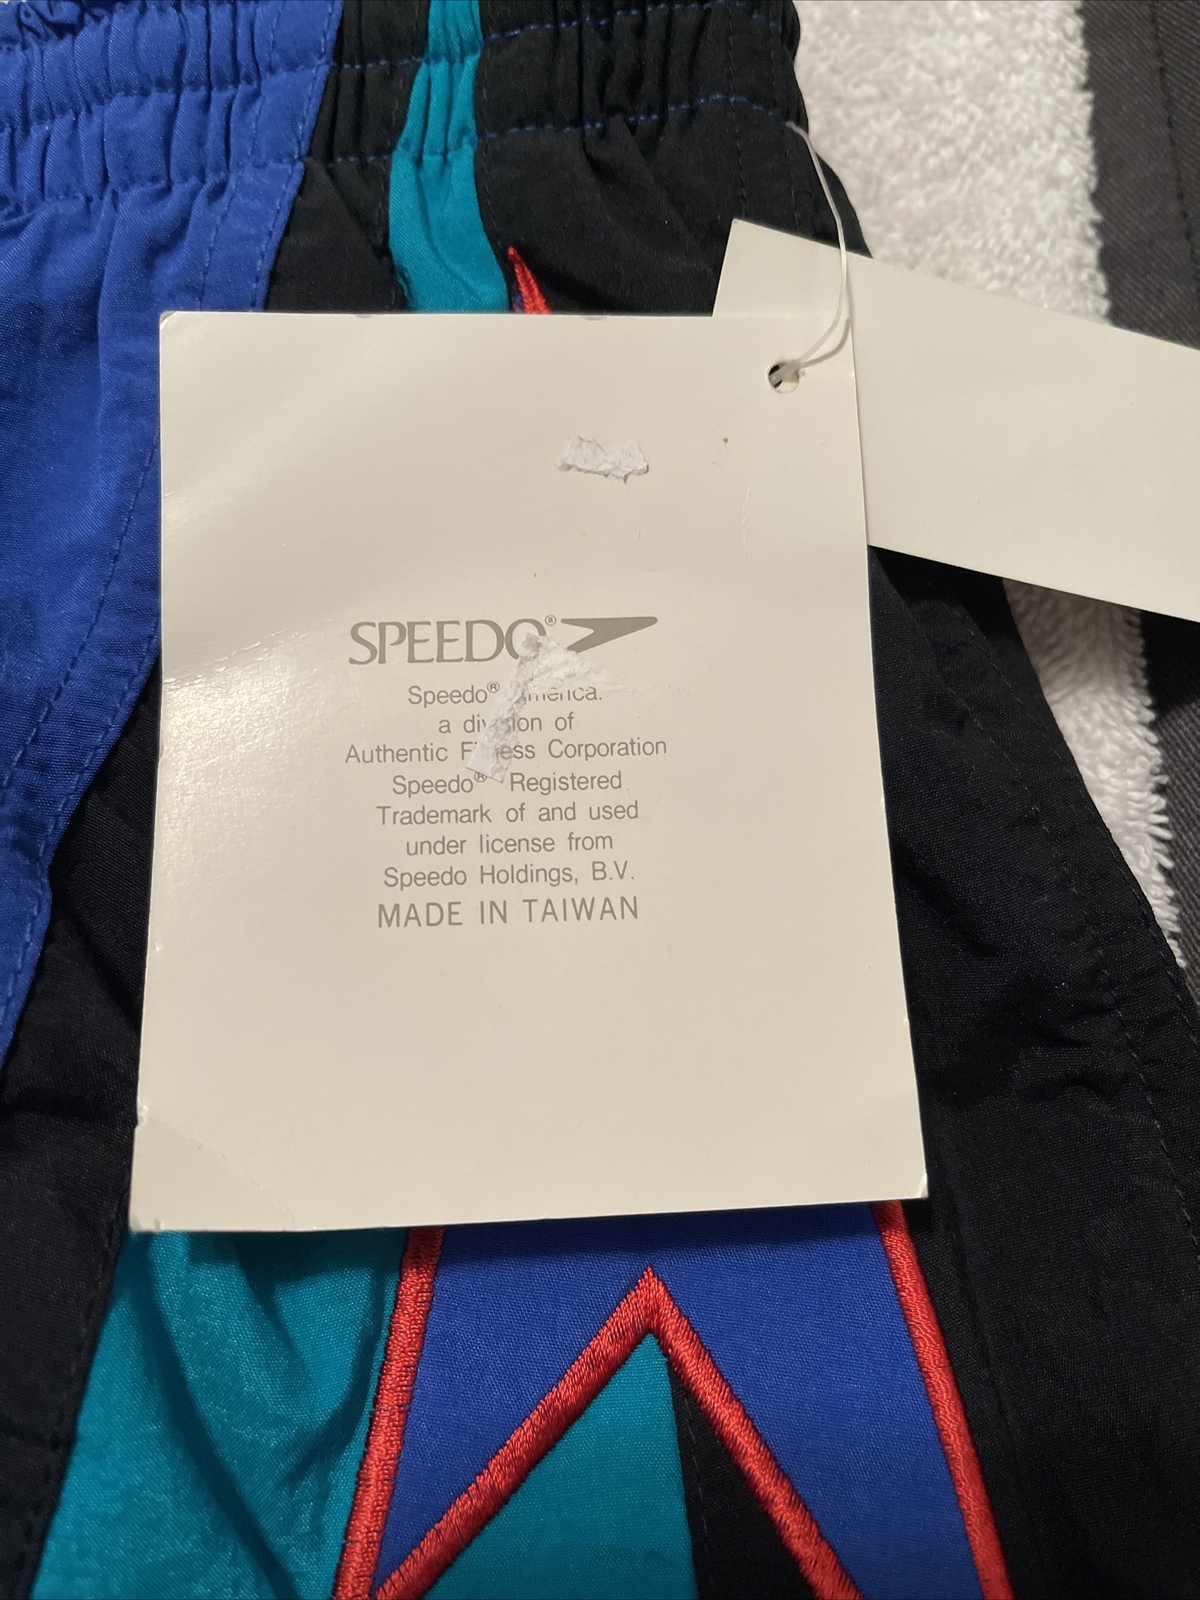 SPEEDO®
Speedo® America.
a division of
Authentic Fitness Corporation
Speedo® Registered
Trademark of and used
under license from
Speedo Holdings, B.V.
MADE IN TAIWAN